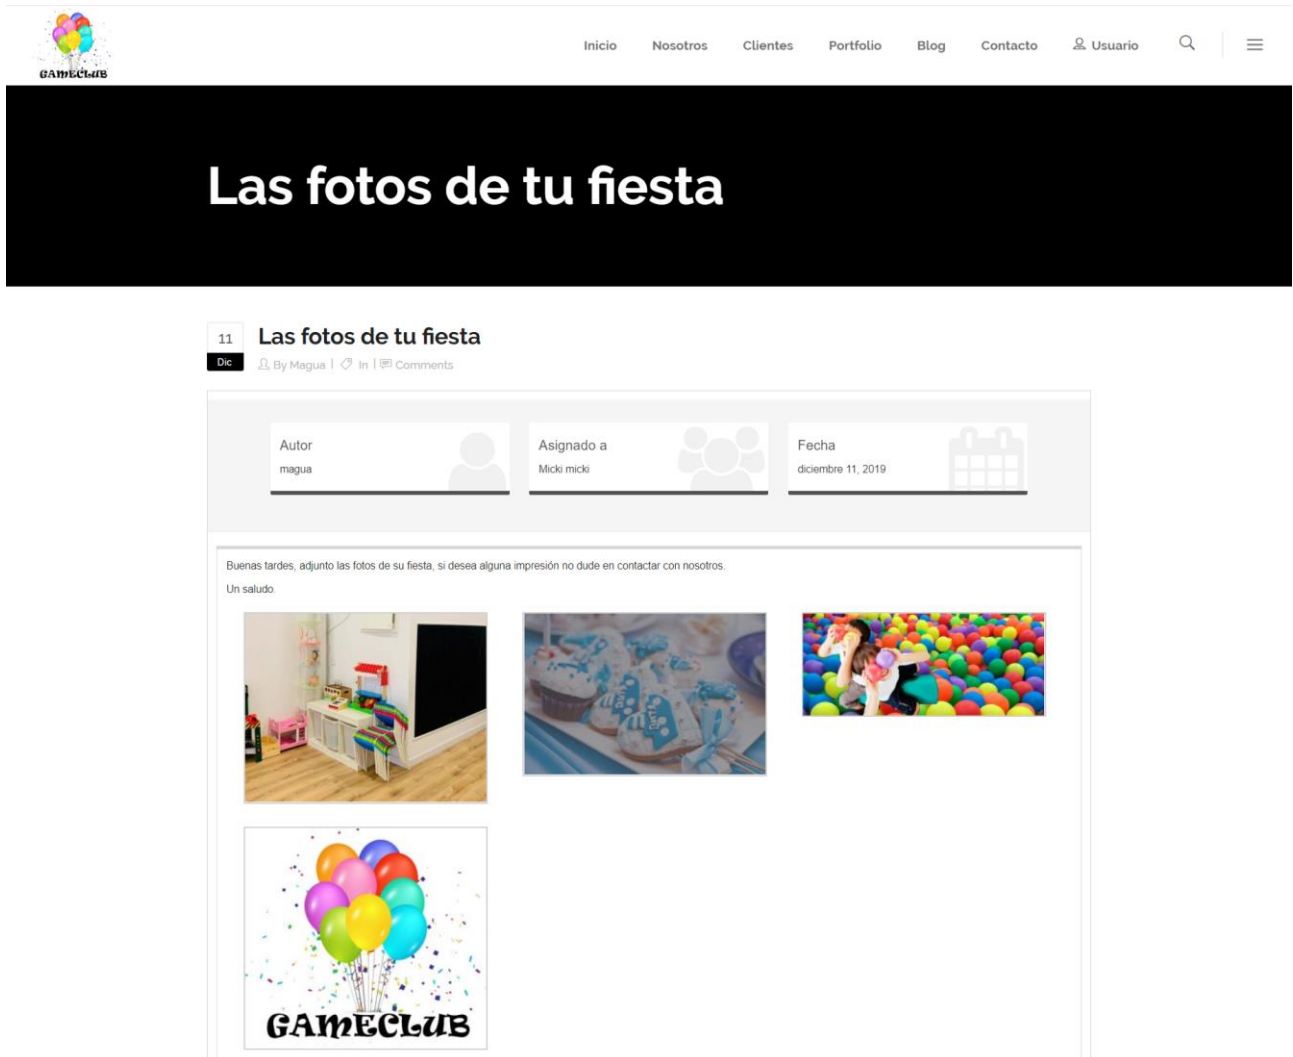 GAMECLUB
Inicio Nosotros Clientes Portfolio Blog Contacto Usuario
Las fotos de tu fiesta
11
Dic
Las fotos de tu fiesta
By Magua | In | Comments
Autor
magua
Asignado a
Micki micki
Fecha
diciembre 11, 2019
Buenas tardes, adjunto las fotos de su fiesta, si desea alguna impresión no dude en contactar con nosotros.
Un saludo.
GAMECLUB